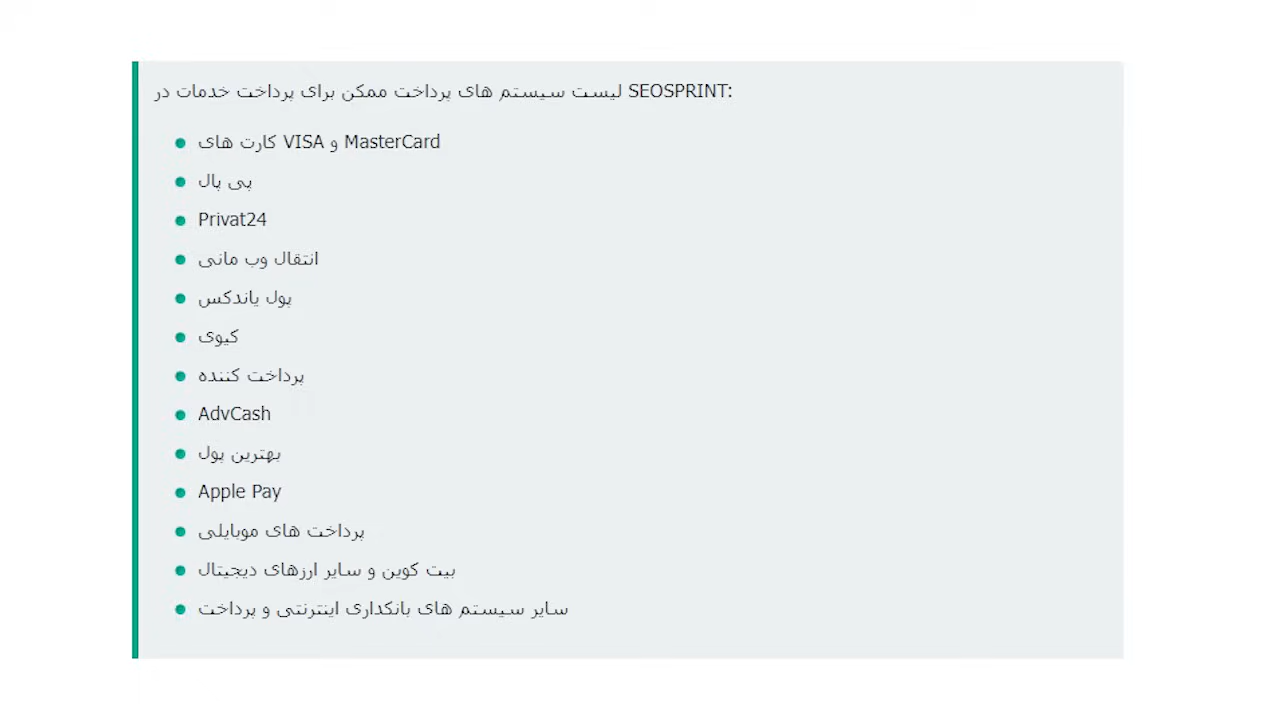 لیست سیستم های پرداخت ممکن برای پرداخت خدمات در SEOSPRINT:
کارت های VISA و MasterCard
پی پال
Privat24
انتقال وب مانی
پول یاندکس
کیوی
پرداخت کننده
AdvCash
بهترین پول
Apple Pay
پرداخت های موبایلی
بیت کوین و سایر ارزهای دیجیتال
سایر سیستم های بانکداری اینترنتی و پرداخت